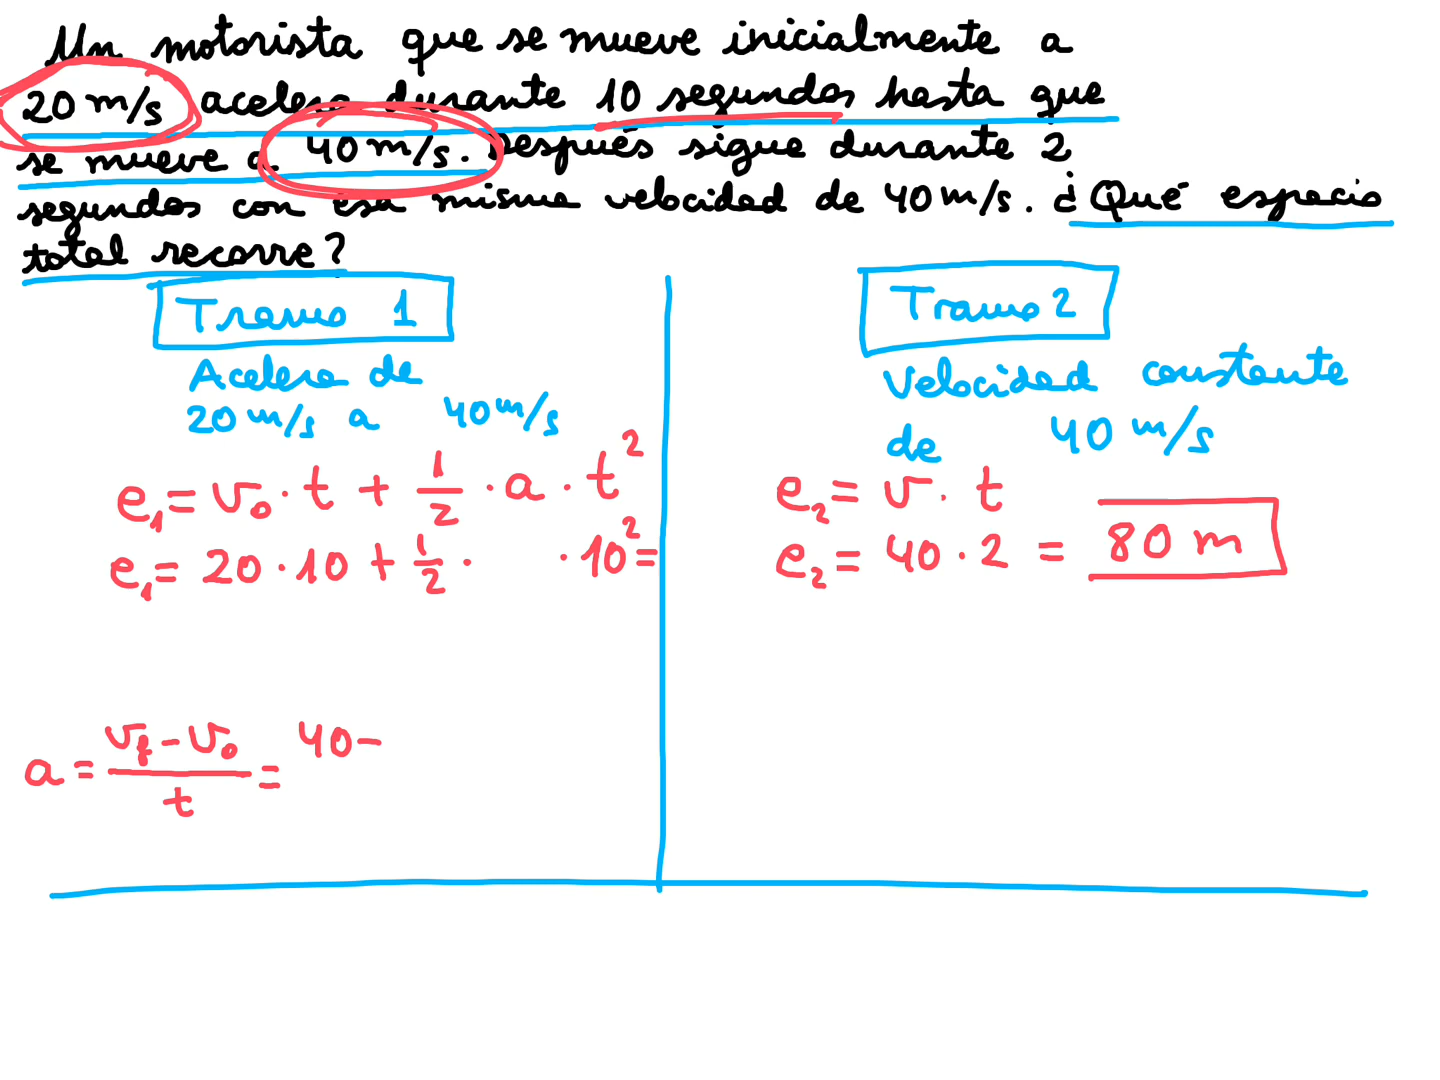 Un motorista que se mueve inicialmente a
20 m/s acelera durante 10 segundos hasta que
se mueve a 40 m/s. Después sigue durante 2
segundos con esa misma velocidad de 40 m/s. ¿Qué espacio
total recorre?
Tramo 1
Acelera de
20 m/s a 40 m/s
e₁ = v₀ · t + 1/2 · a · t²
e₁ = 20 · 10 + 1/2 · · 10² =
a = (v_f - v₀)/t = 40 -
Tramo 2
Velocidad constante
de 40 m/s
e₂ = v · t
e₂ = 40 · 2 = 80 m